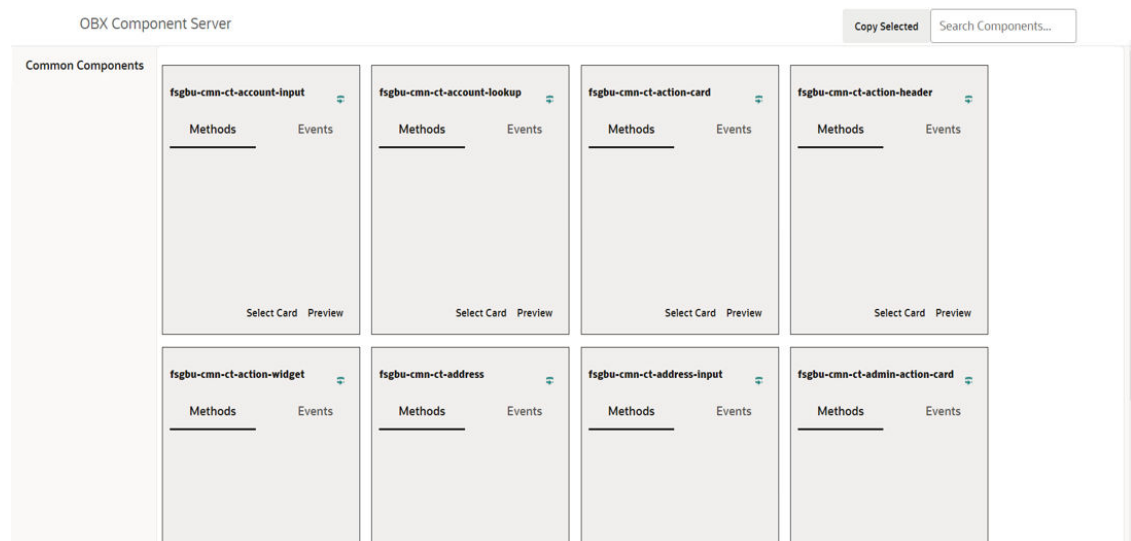 OBX Component Server
Copy Selected
Search Components...
Common Components
fsgbu-cmn-ct-account-input
fsgbu-cmn-ct-account-lookup
fsgbu-cmn-ct-action-card
fsgbu-cmn-ct-action-header
Methods Events
Methods Events
Methods Events
Methods Events
Select Card Preview
Select Card Preview
Select Card Preview
Select Card Preview
fsgbu-cmn-ct-action-widget
fsgbu-cmn-ct-address
fsgbu-cmn-ct-address-input
fsgbu-cmn-ct-admin-action-card
Methods Events
Methods Events
Methods Events
Methods Events